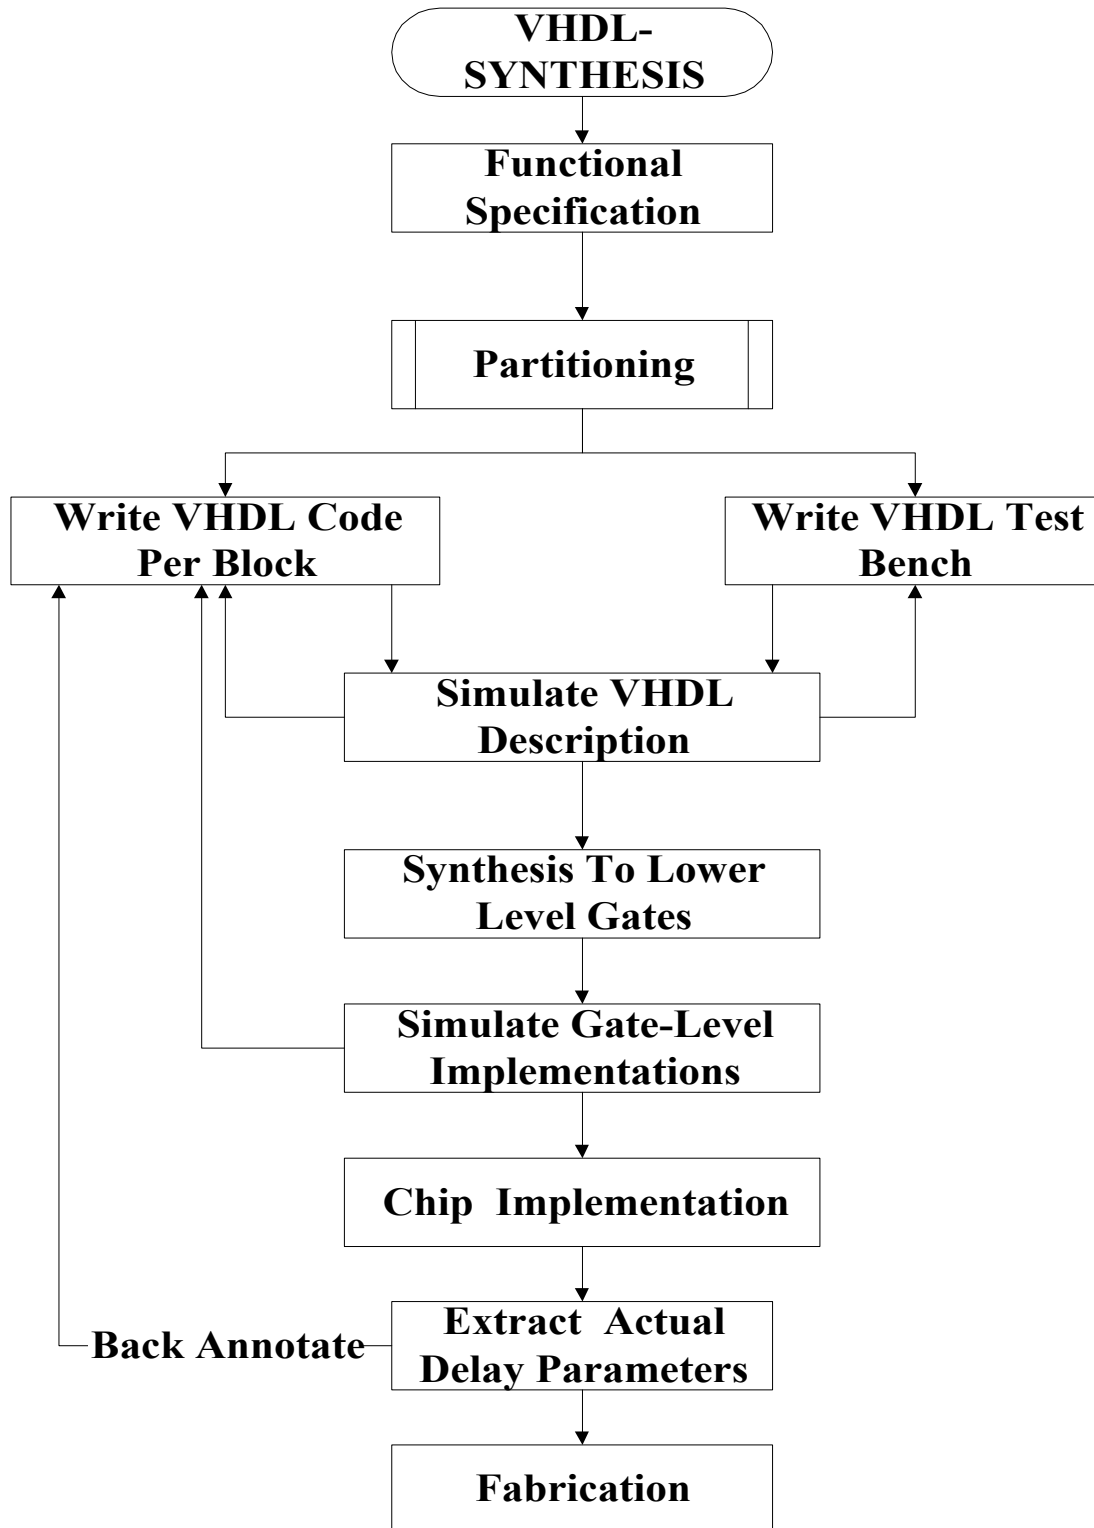 VHDL-
SYNTHESIS
Functional
Specification
Partitioning
Write VHDL Code
Per Block
Write VHDL Test
Bench
Simulate VHDL
Description
Synthesis To Lower
Level Gates
Simulate Gate-Level
Implementations
Chip Implementation
Extract Actual
Delay Parameters
Back Annotate
Fabrication